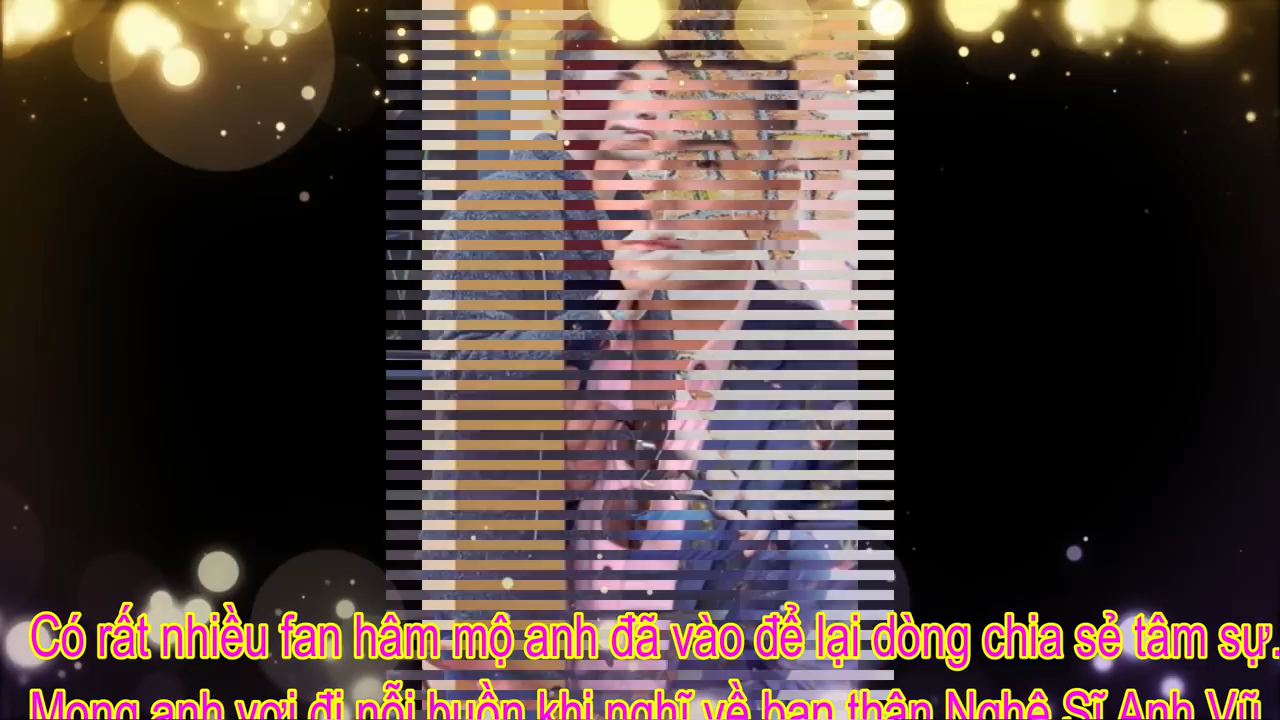 Có rất nhiều fan hâm mộ anh đã vào để lại dòng chia sẻ tâm sự.
Mong anh vơi đi nỗi buồn khi nghĩ về bạn thân Nghệ Sĩ Anh Vũ